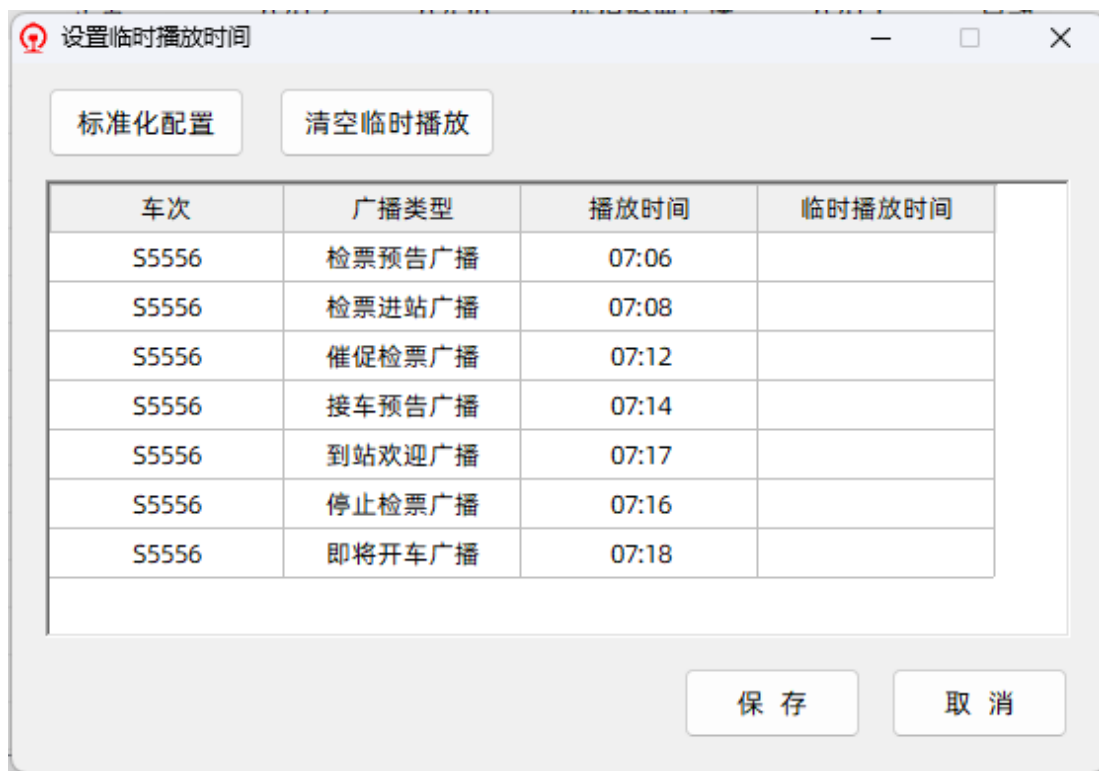 设置临时播放时间
标准化配置 清空临时播放
车次 广播类型 播放时间 临时播放时间
S5556 检票预告广播 07:06
S5556 检票进站广播 07:08
S5556 催促检票广播 07:12
S5556 接车预告广播 07:14
S5556 到站欢迎广播 07:17
S5556 停止检票广播 07:16
S5556 即将开车广播 07:18
保 存 取 消